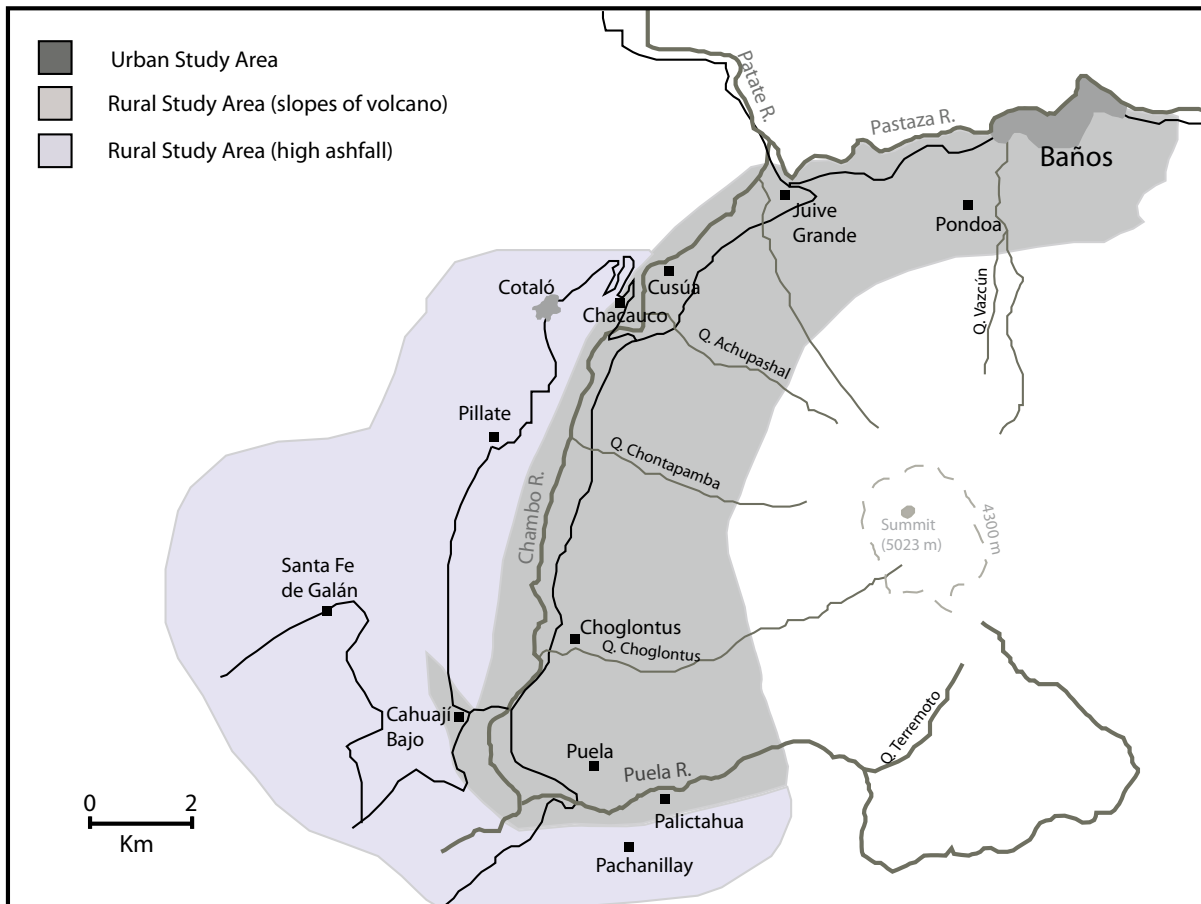 Urban Study Area
Rural Study Area (slopes of volcano)
Rural Study Area (high ashfall)
Patate R.
Pastaza R.
Baños
Juive
Grande
Pondoa
Cotaló
Cusúa
Chacauco
Q. Vazcún
Q. Achupashal
Pillate
Q. Chontapamba
Chambo R.
Summit
(5023 m)
4300 m
Santa Fe
de Galán
Choglontus
Q. Choglontus
Cahuají
Bajo
Q. Terremoto
Puela
Puela R.
0 2
Km
Palictahua
Pachanillay